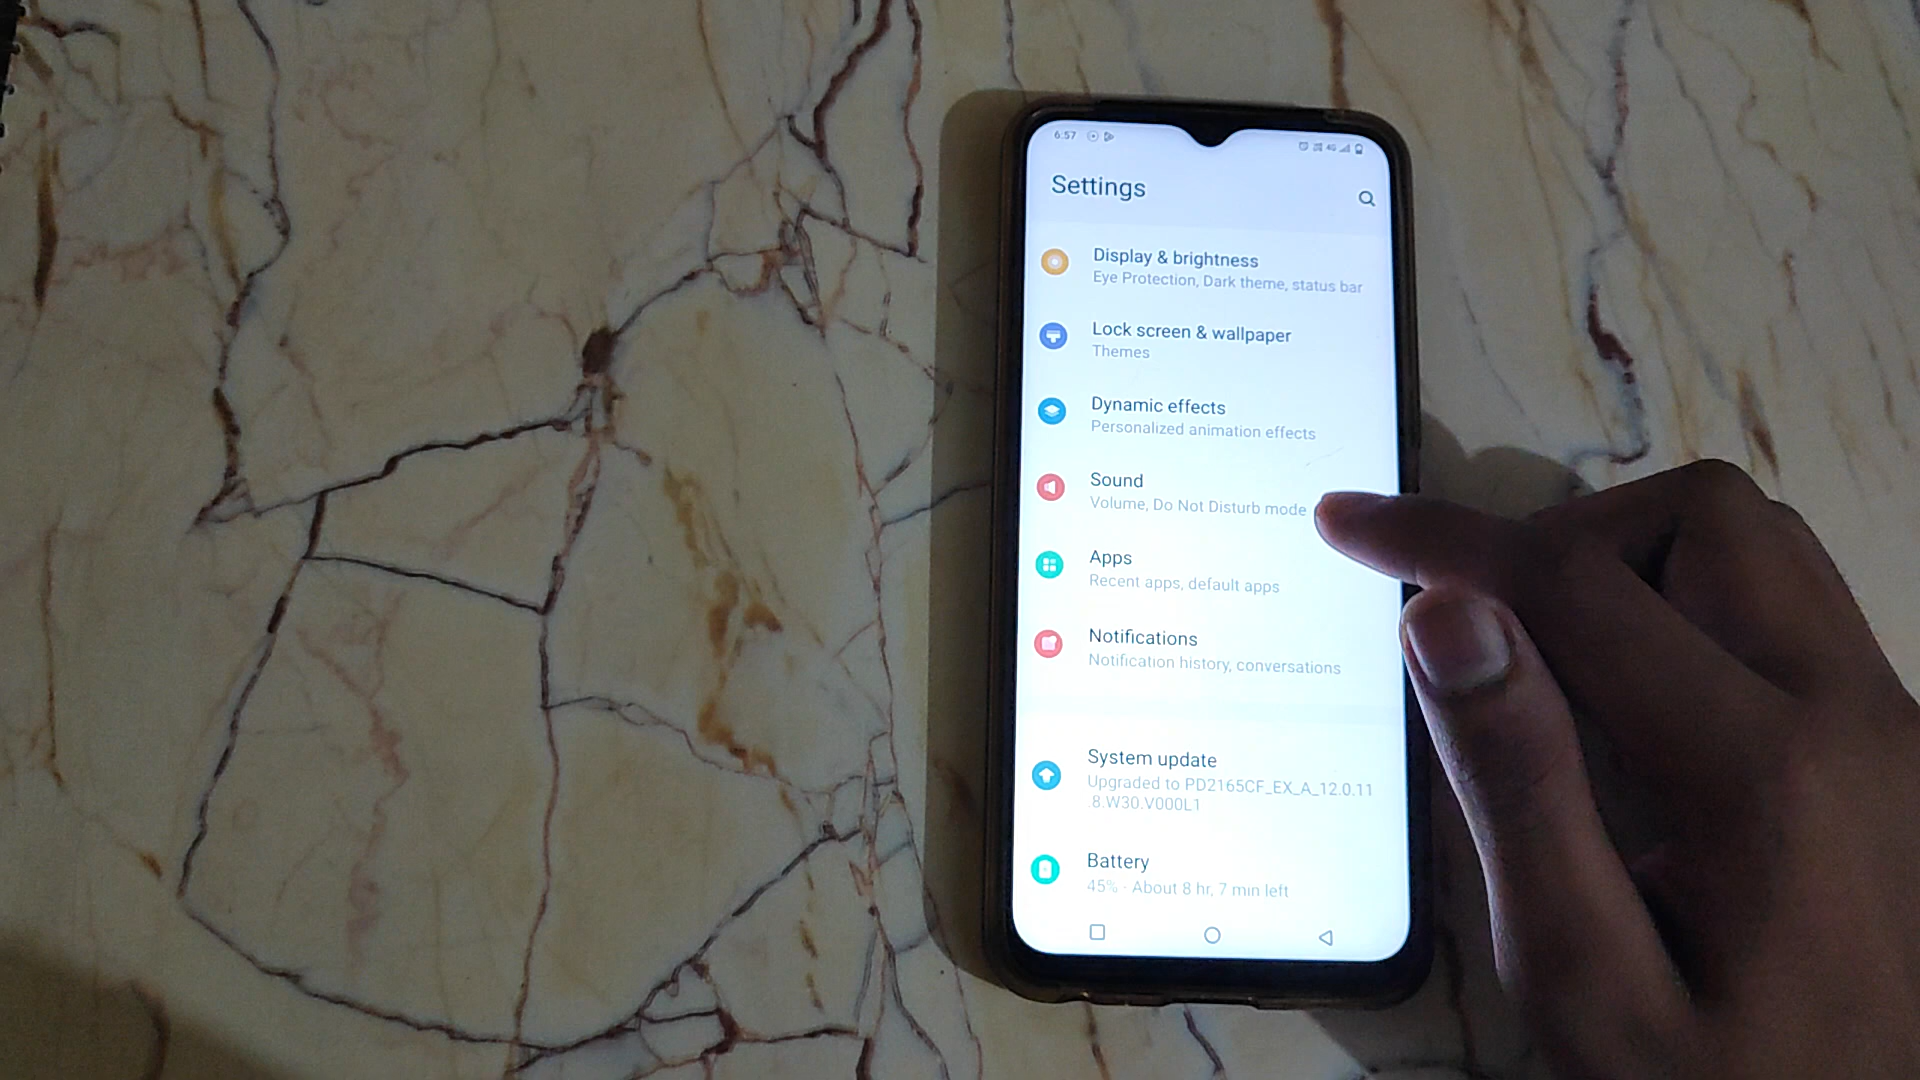 6:57
4G
Settings
Display & brightness
Eye Protection, Dark theme, status bar
Lock screen & wallpaper
Themes
Dynamic effects
Personalized animation effects
Sound
Volume, Do Not Disturb mode
Apps
Recent apps, default apps
Notifications
Notification history, conversations
System update
Upgraded to PD2165CF_EX_A_12.0.11
.8.W30.V000L1
Battery
45% - About 8 hr, 7 min left